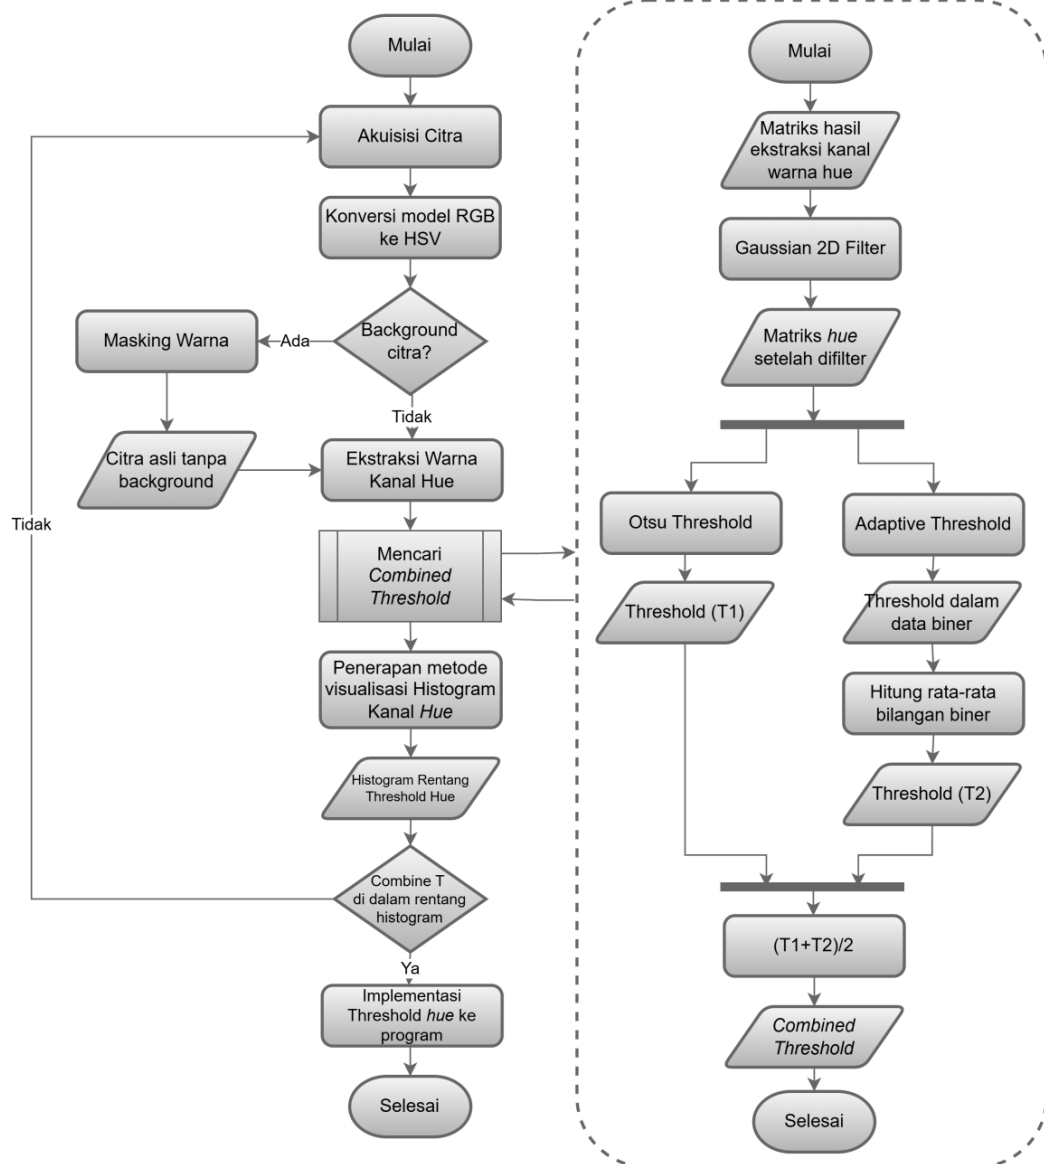 Mulai
Akuisisi Citra
Konversi model RGB
ke HSV
Background
citra?
Ada
Masking Warna
Citra asli tanpa
background
Tidak
Ekstraksi Warna
Kanal Hue
Mencari
Combined
Threshold
Penerapan metode
visualisasi Histogram
Kanal Hue
Histogram Rentang
Threshold Hue
Combine T
di dalam rentang
histogram
Tidak
Ya
Implementasi
Threshold hue ke
program
Selesai
Mulai
Matriks hasil
ekstraksi kanal
warna hue
Gaussian 2D Filter
Matriks hue
setelah difilter
Otsu Threshold
Threshold (T1)
Adaptive Threshold
Threshold dalam
data biner
Hitung rata-rata
bilangan biner
Threshold (T2)
(T1+T2)/2
Combined
Threshold
Selesai